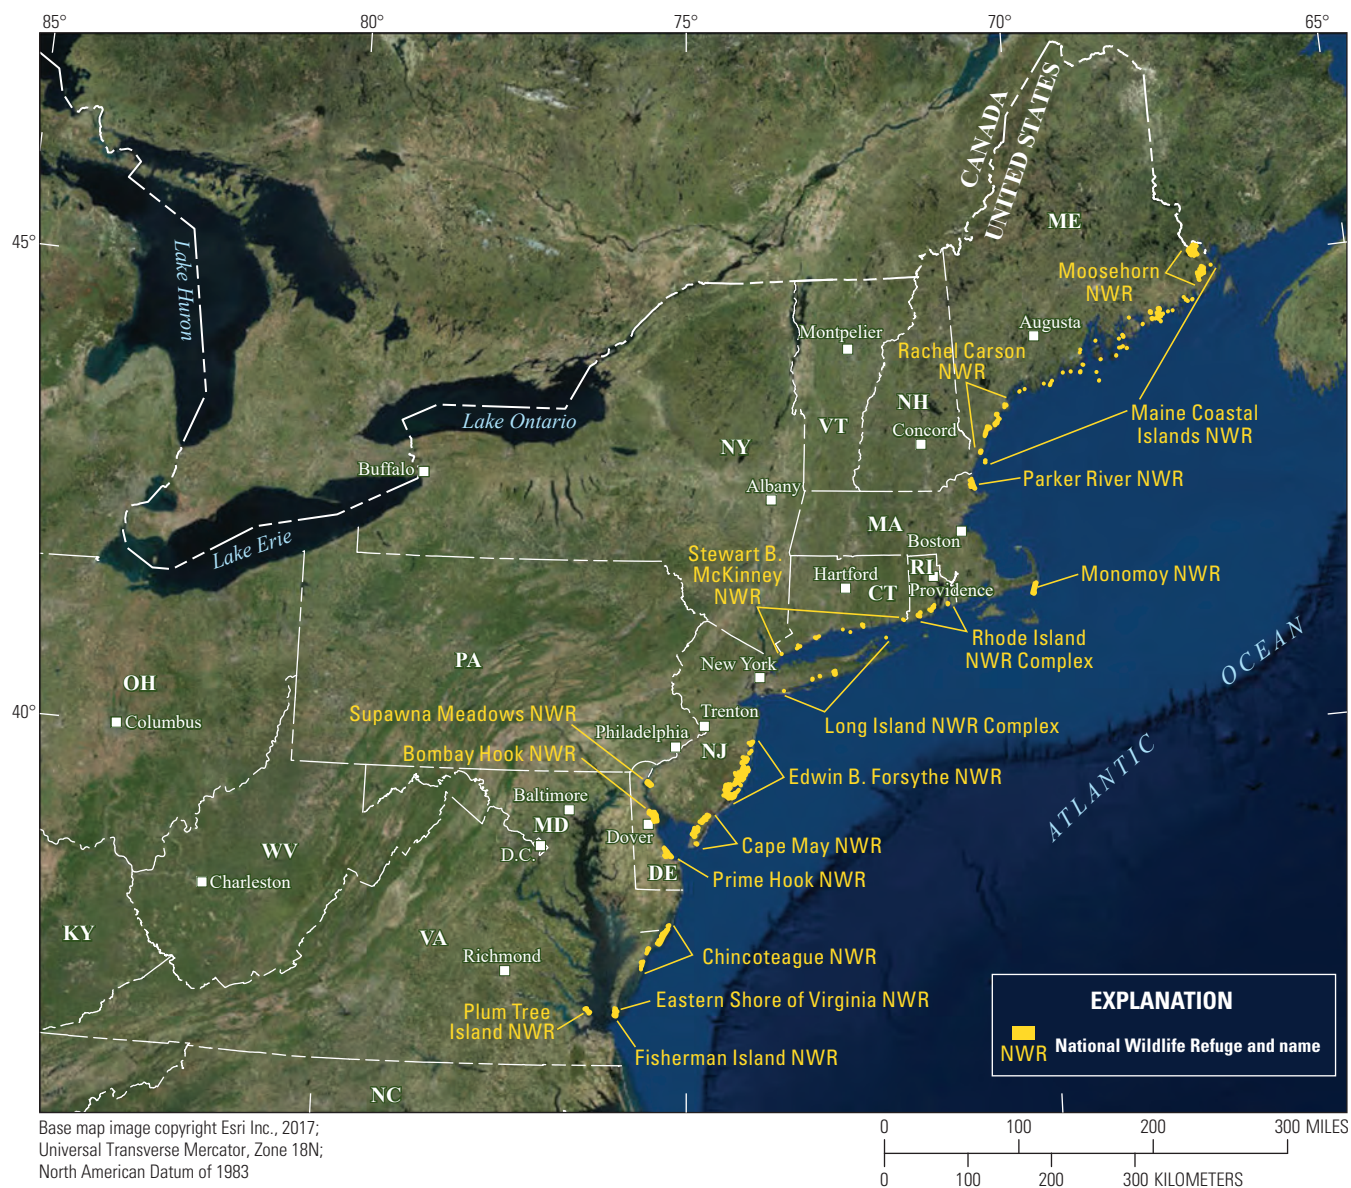 85°
80°
75°
70°
65°
45°
40°
CANADA
UNITED STATES
ME
Lake Huron
Moosehorn
NWR
Augusta
Montpelier
Rachel Carson
NWR
NH
Maine Coastal
Islands NWR
Lake Ontario
VT
Concord
NY
Buffalo
Parker River NWR
Albany
MA
Boston
Lake Erie
Stewart B.
McKinney
NWR
Hartford
CT
RI
Providence
Monomoy NWR
Rhode Island
NWR Complex
PA
New York
OH
Columbus
Supawna Meadows NWR
Trenton
Long Island NWR Complex
Philadelphia
Bombay Hook NWR
NJ
Edwin B. Forsythe NWR
ATLANTIC OCEAN
Baltimore
MD
Dover
D.C.
Cape May NWR
WV
DE
Prime Hook NWR
Charleston
KY
VA
Richmond
Chincoteague NWR
Plum Tree
Island NWR
Eastern Shore of Virginia NWR
Fisherman Island NWR
NC
EXPLANATION
NWR National Wildlife Refuge and name
Base map image copyright Esri Inc., 2017;
Universal Transverse Mercator, Zone 18N;
North American Datum of 1983
0 100 200 300 MILES
0 100 200 300 KILOMETERS